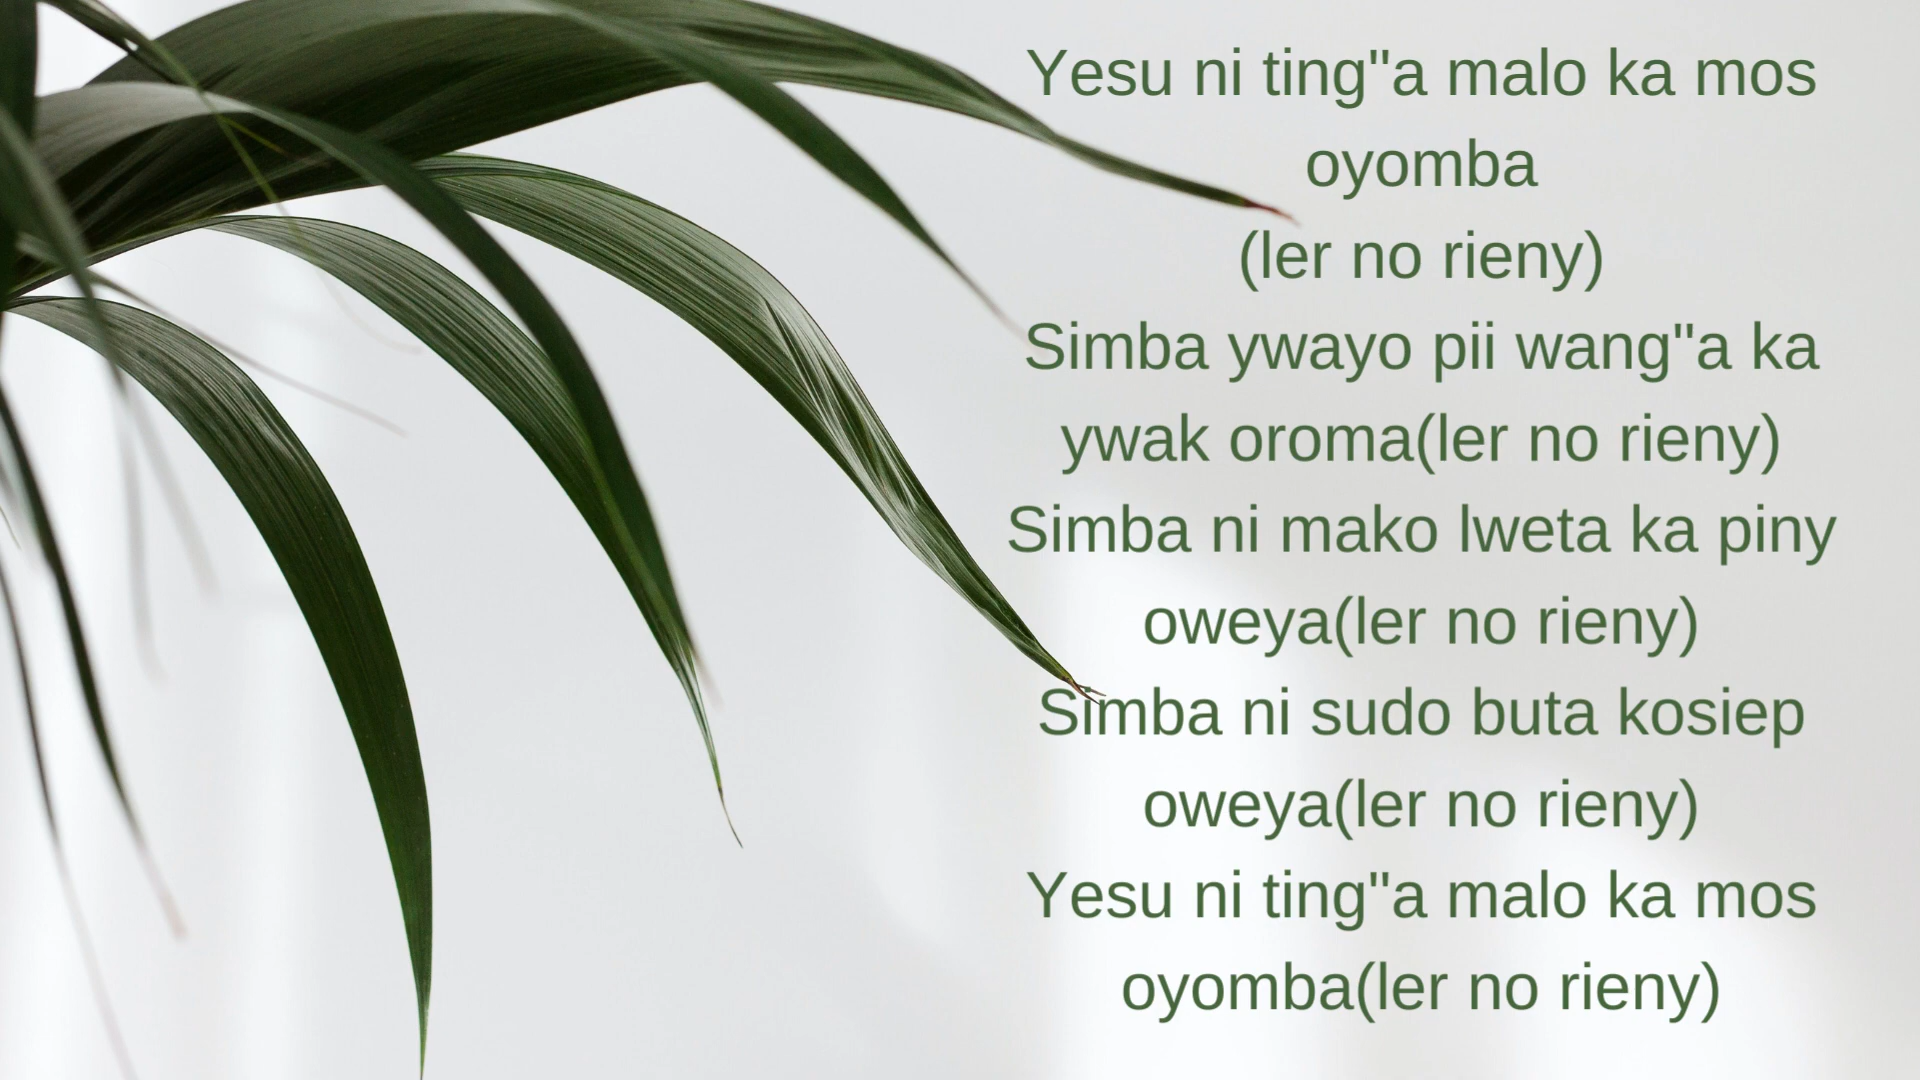 Yesu ni ting"a malo ka mos
oyomba
(ler no rieny)
Simba ywayo pii wang"a ka
ywak oroma(ler no rieny)
Simba ni mako lweta ka piny
oweya(ler no rieny)
Simba ni sudo buta kosiep
oweya(ler no rieny)
Yesu ni ting"a malo ka mos
oyomba(ler no rieny)